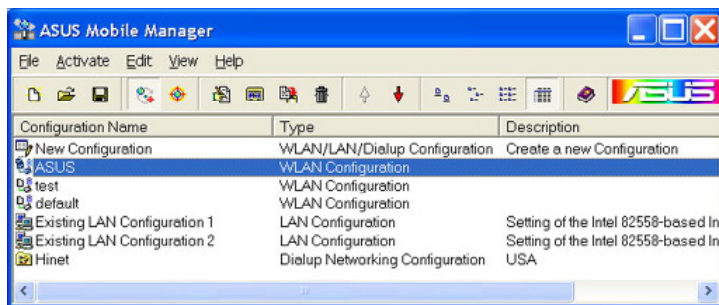 ASUS Mobile Manager
File Activate Edit View Help
ASUS
Configuration Name Type Description
New Configuration WLAN/LAN/Dialup Configuration Create a new Configuration
ASUS WLAN Configuration
test WLAN Configuration
default WLAN Configuration
Existing LAN Configuration 1 LAN Configuration Setting of the Intel 82558-based In
Existing LAN Configuration 2 LAN Configuration Setting of the Intel 82558-based In
Hinet Dialup Networking Configuration USA